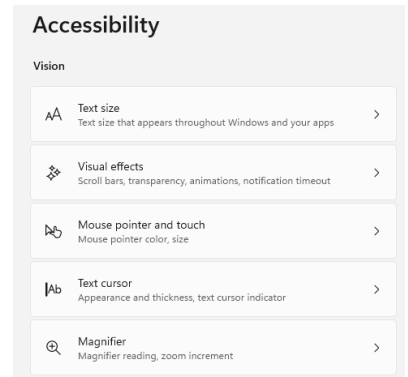 Accessibility
Vision
Text size
Text size that appears throughout Windows and your apps
Visual effects
Scroll bars, transparency, animations, notification timeout
Mouse pointer and touch
Mouse pointer color, size
Text cursor
Appearance and thickness, text cursor indicator
Magnifier
Magnifier reading, zoom increment